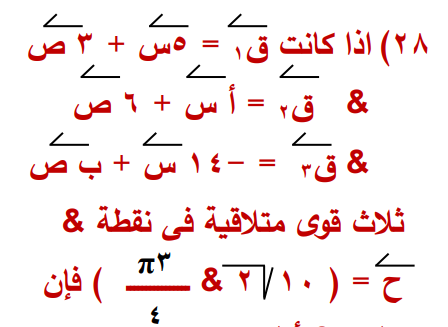 ٢٨) اذا كانت ق١ = ٥س + ٣ ص
& ق٢ = أ س + ٦ ص
& ق٣ = −١٤ س + ب ص
ثلاث قوى متلاقية فى نقطة &
ح = ( ١٠ √٢ & ٣π/٤ ) فإن